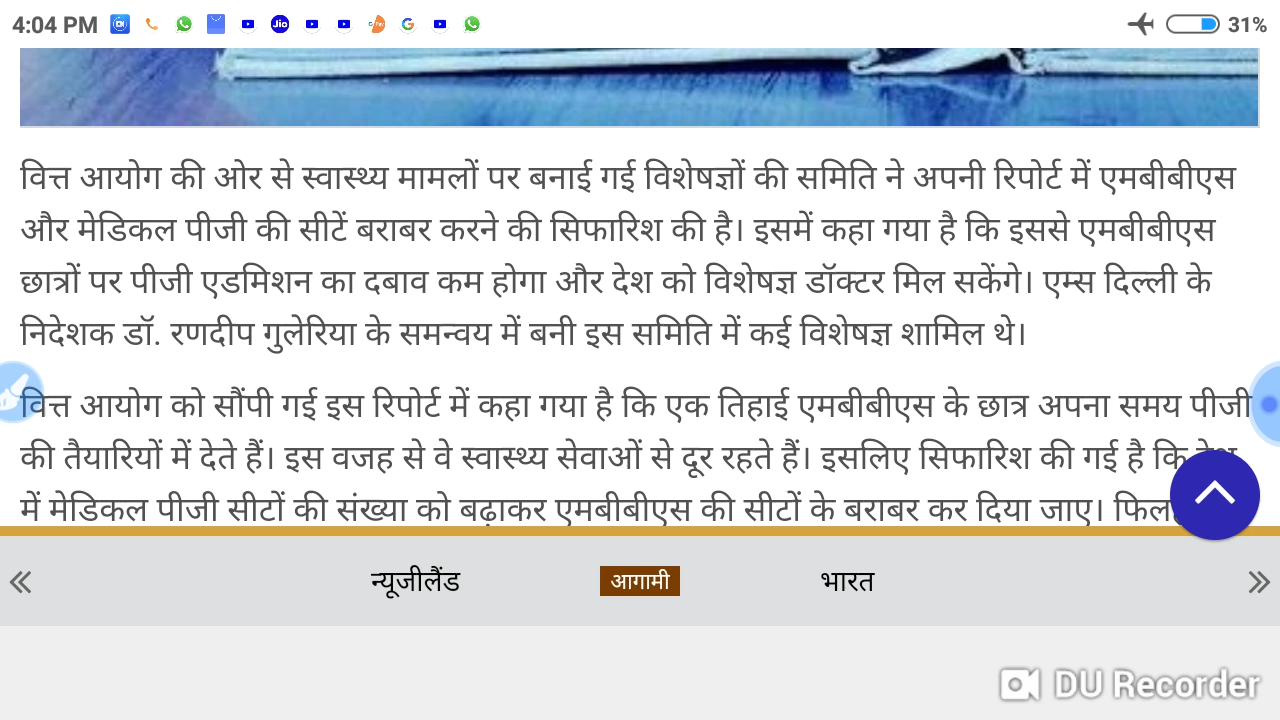 4:04 PM
Jio
31%
वित्त आयोग की ओर से स्वास्थ्य मामलों पर बनाई गई विशेषज्ञों की समिति ने अपनी रिपोर्ट में एमबीबीएस
और मेडिकल पीजी की सीटें बराबर करने की सिफारिश की है। इसमें कहा गया है कि इससे एमबीबीएस
छात्रों पर पीजी एडमिशन का दबाव कम होगा और देश को विशेषज्ञ डॉक्टर मिल सकेंगे। एम्स दिल्ली के
निदेशक डॉ. रणदीप गुलेरिया के समन्वय में बनी इस समिति में कई विशेषज्ञ शामिल थे।
वित्त आयोग को सौंपी गई इस रिपोर्ट में कहा गया है कि एक तिहाई एमबीबीएस के छात्र अपना समय पीजी
की तैयारियों में देते हैं। इस वजह से वे स्वास्थ्य सेवाओं से दूर रहते हैं। इसलिए सिफारिश की गई है कि
में मेडिकल पीजी सीटों की संख्या को बढ़ाकर एमबीबीएस की सीटों के बराबर कर दिया जाए।
न्यूजीलैंड आगामी भारत
DU Recorder